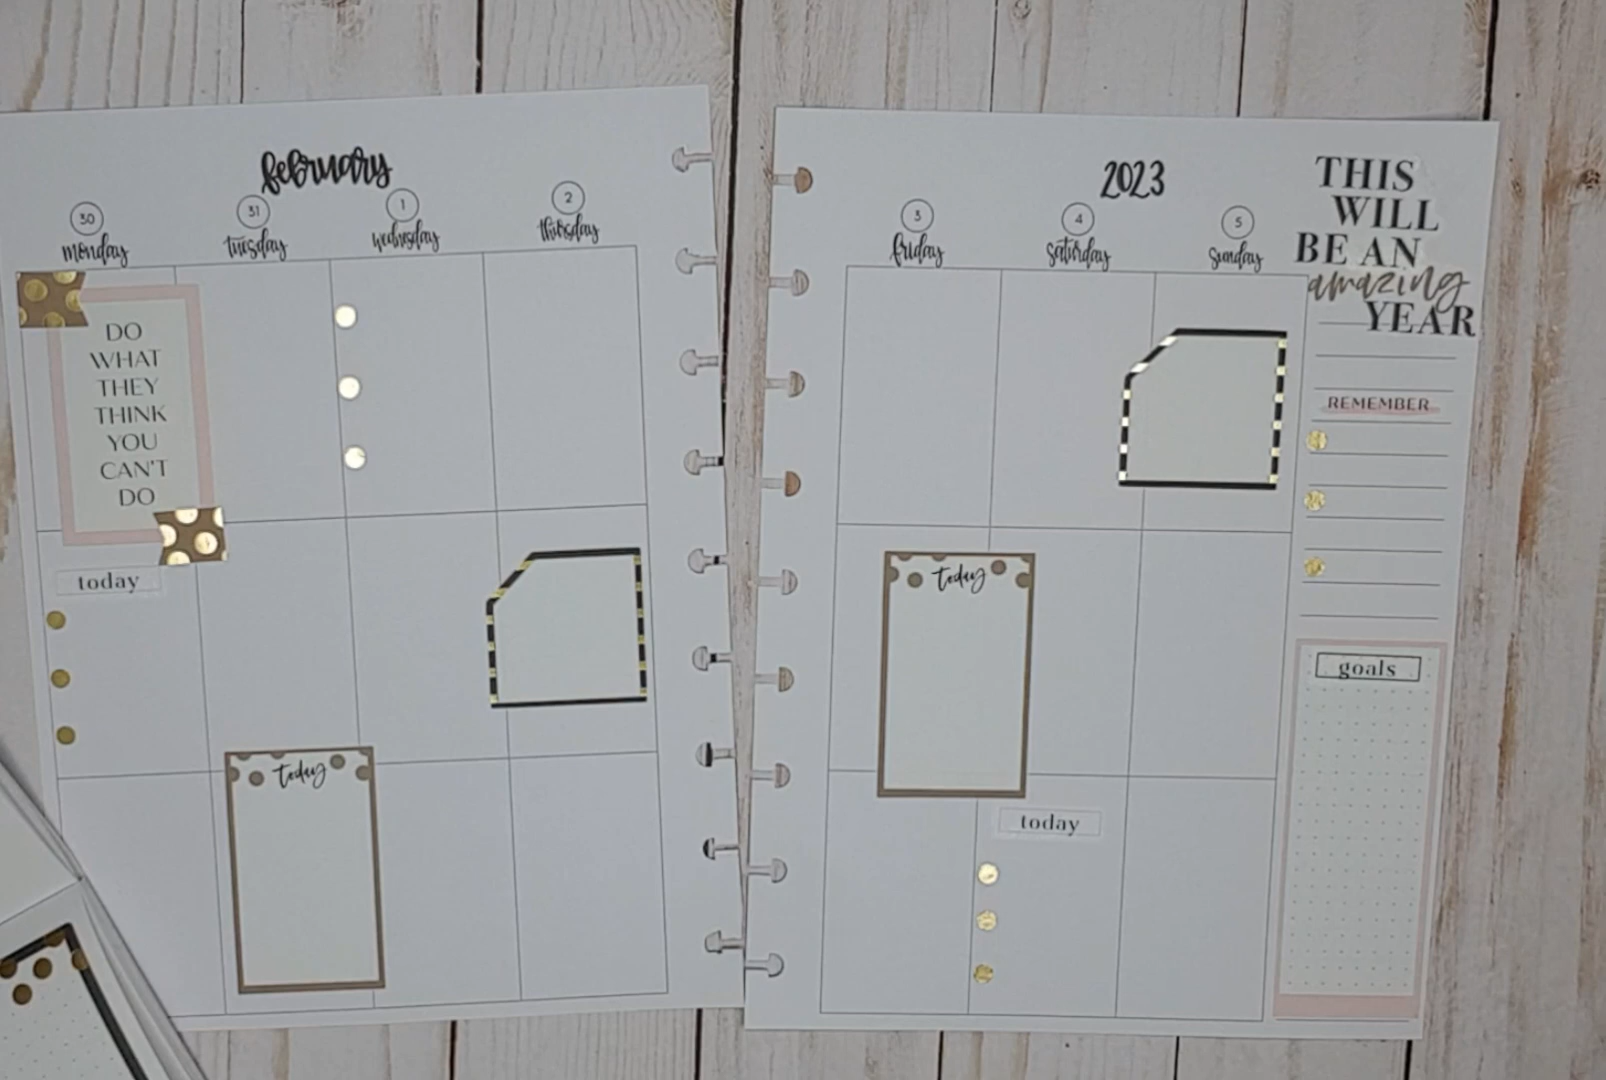 february
30
31
1
2
monday
tuesday
wednesday
thursday
DO
WHAT
THEY
THINK
YOU
CAN'T
DO
today
today
2023
3
4
5
friday
saturday
sunday
today
today
THIS
WILL
BE AN
amazing
YEAR
REMEMBER
goals